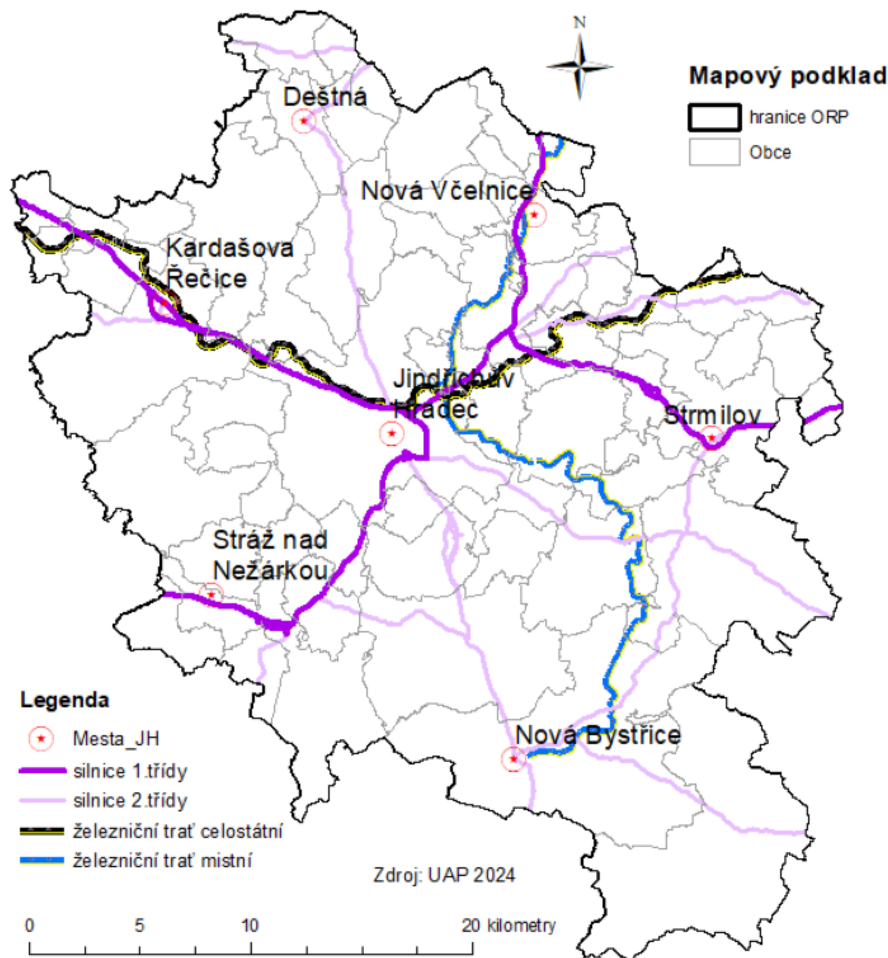 N
Mapový podklad
hranice ORP
Obce
Deštná
Nová Včelnice
Kardašova
Řečice
Jindřichův
Hradec
Strmilov
Stráž nad
Nežárkou
Nová Bystřice
Legenda
Mesta_JH
silnice 1.třídy
silnice 2.třídy
železniční trať celostátní
železniční trať místní
Zdroj: UAP 2024
0 5 10 20 kilometry